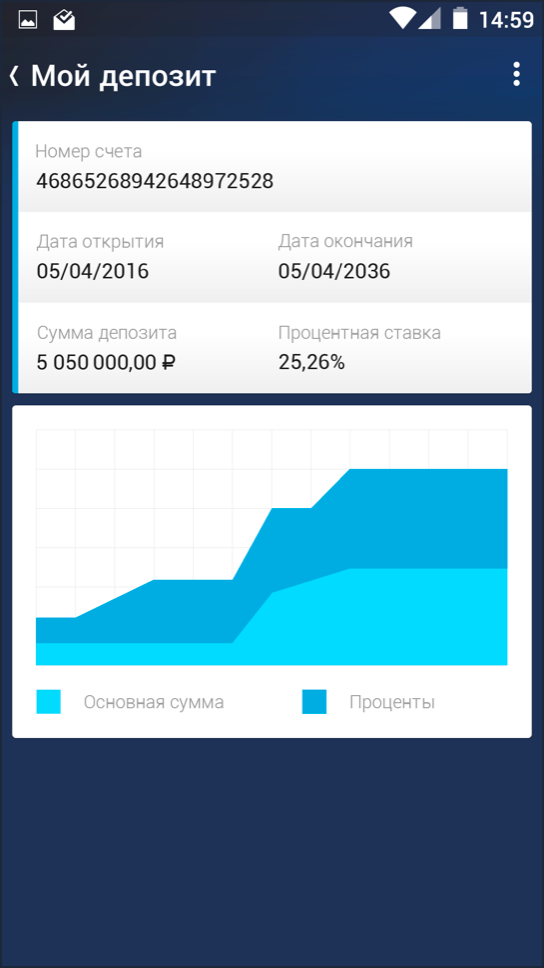 14:59
Мой депозит
Номер счета
46865268942648972528
Дата открытия Дата окончания
05/04/2016 05/04/2036
Сумма депозита Процентная ставка
5 050 000,00 ₽ 25,26%
Основная сумма Проценты